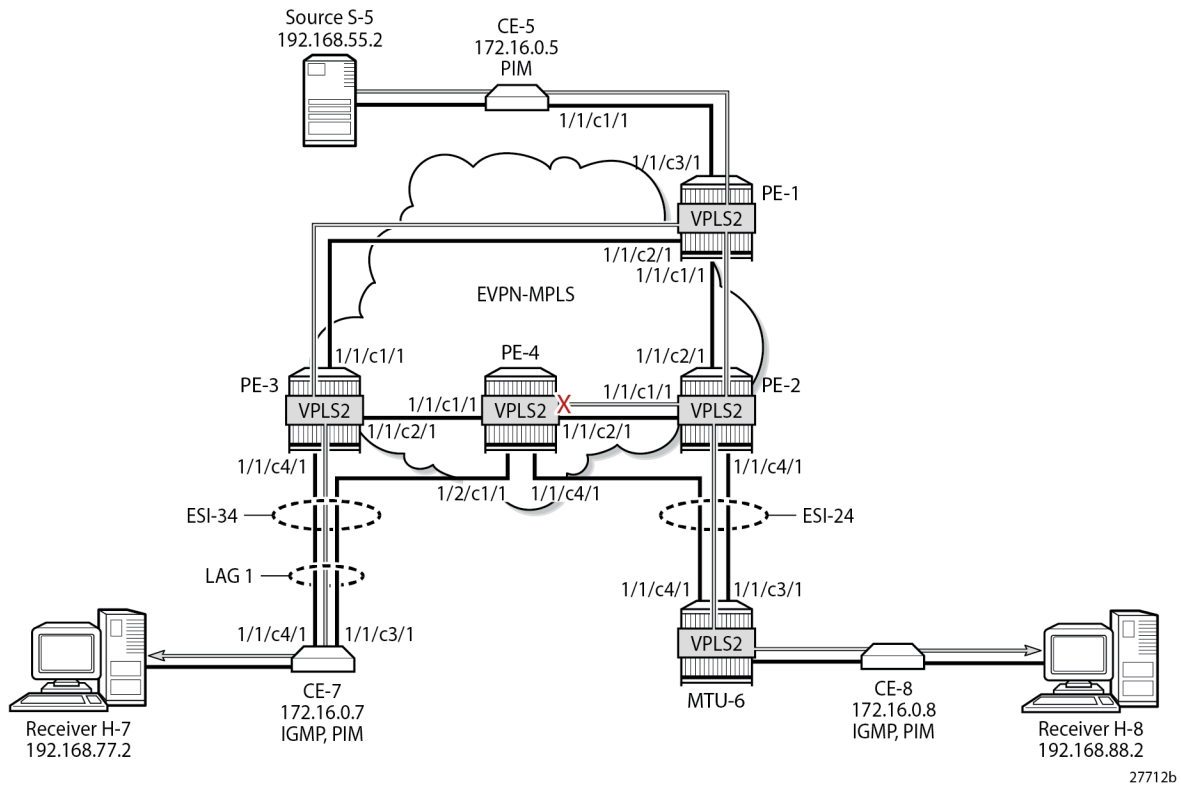 Source S-5
192.168.55.2
CE-5
172.16.0.5
PIM
1/1/c1/1
1/1/c3/1
PE-1
VPLS2
1/1/c2/1
1/1/c1/1
EVPN-MPLS
1/1/c1/1
PE-4
1/1/c2/1
PE-3
1/1/c1/1
PE-2
VPLS2
1/1/c1/1
VPLS2
X
VPLS2
1/1/c2/1
1/1/c2/1
1/1/c4/1
1/2/c1/1
1/1/c4/1
1/1/c4/1
ESI-34
ESI-24
LAG 1
1/1/c4/1
1/1/c3/1
1/1/c4/1
1/1/c3/1
VPLS2
MTU-6
CE-7
172.16.0.7
IGMP, PIM
CE-8
172.16.0.8
IGMP, PIM
Receiver H-7
192.168.77.2
Receiver H-8
192.168.88.2
27712b